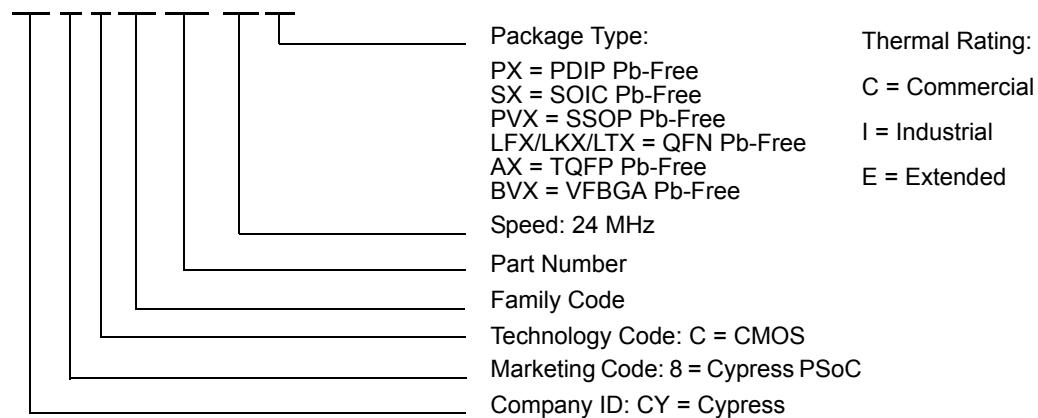 Package Type:
PX = PDIP Pb-Free
SX = SOIC Pb-Free
PVX = SSOP Pb-Free
LFX/LKX/LTX = QFN Pb-Free
AX = TQFP Pb-Free
BVX = VFBGA Pb-Free
Thermal Rating:
C = Commercial
I = Industrial
E = Extended
Speed: 24 MHz
Part Number
Family Code
Technology Code: C = CMOS
Marketing Code: 8 = Cypress PSoC
Company ID: CY = Cypress